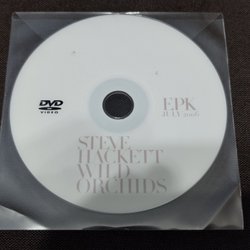 DVD
VIDEO
EPK
JULY 2006
STEVE
HACKETT
WILD
ORCHIDS